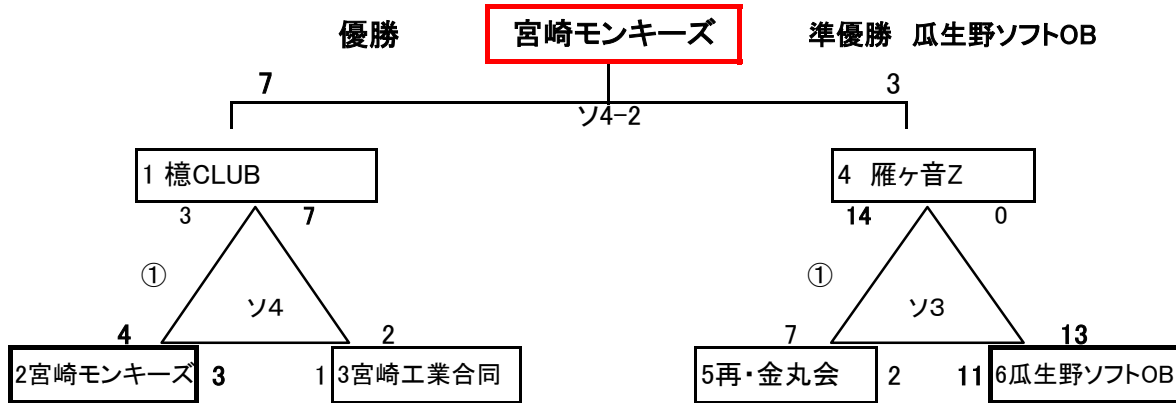 優勝 宮崎モンキーズ 準優勝 瓜生野ソフトOB
7 3
ソ4-2
1 檍CLUB 4 雁ヶ音Z
3 7 14 0
① ①
ソ4 ソ3
4 2 7 13
2宮崎モンキーズ 3 1 3宮崎工業合同 5再・金丸会 2 11 6瓜生野ソフトOB